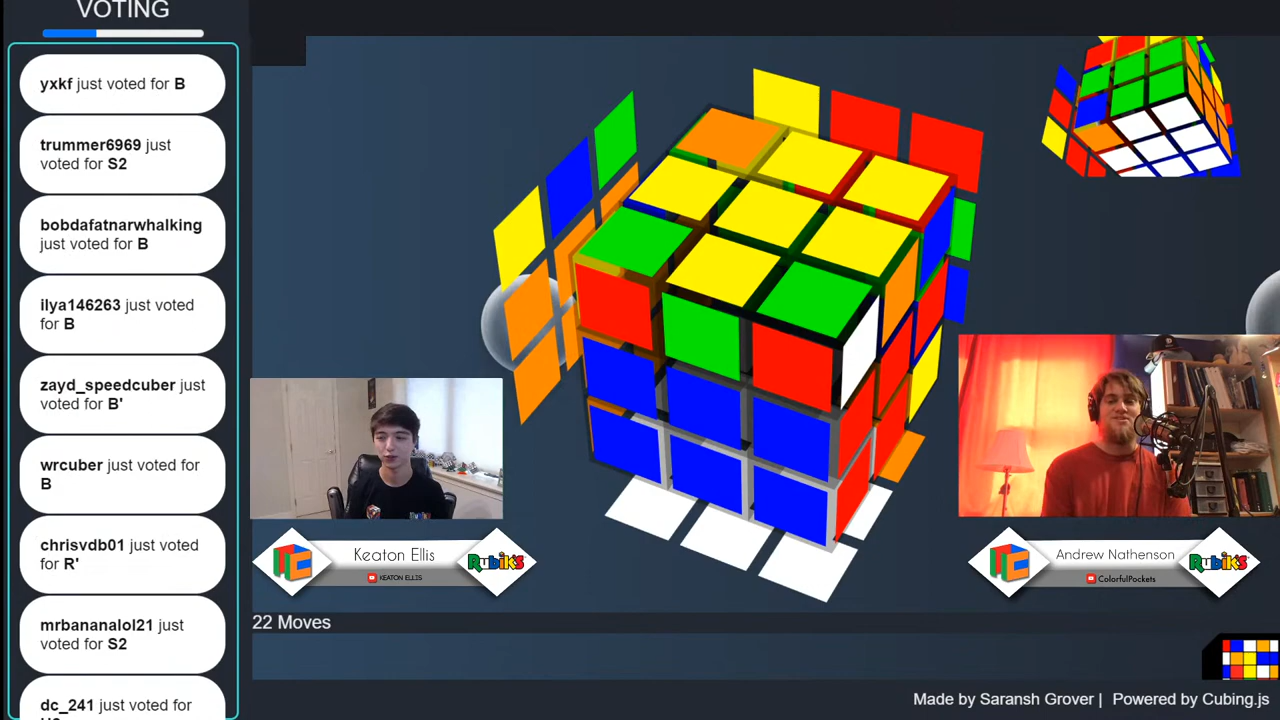 VOTING
yxkf just voted for B
trummer6969 just
voted for S2
bobdafatnarwhalking
just voted for B
ilya146263 just voted
for B
zayd_speedcuber just
voted for B'
wrcuber just voted for
B
chrisvdb01 just voted
for R'
mrbananalol21 just
voted for S2
dc_241 just voted for
Keaton Ellis
KEATON ELLIS
RUBIK'S
Andrew Nathenson
ColorfulPockets
RUBIK'S
22 Moves
Made by Saransh Grover | Powered by Cubing.js